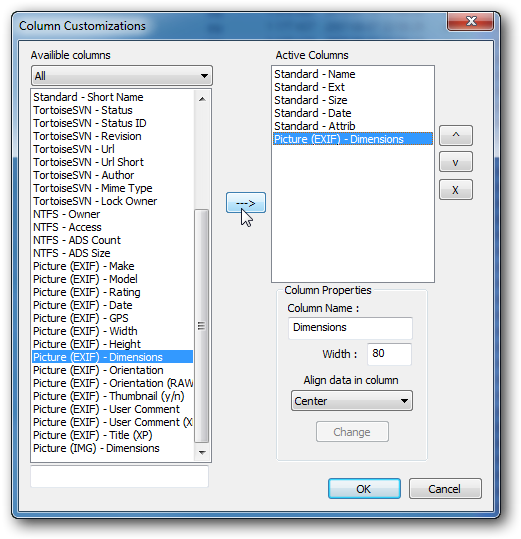 Column Customizations
Availible columns
All
Standard - Short Name
TortoiseSVN - Status
TortoiseSVN - Status ID
TortoiseSVN - Revision
TortoiseSVN - Url
TortoiseSVN - Url Short
TortoiseSVN - Author
TortoiseSVN - Mime Type
TortoiseSVN - Lock Owner
NTFS - Owner
NTFS - Access
NTFS - ADS Count
NTFS - ADS Size
Picture (EXIF) - Make
Picture (EXIF) - Model
Picture (EXIF) - Rating
Picture (EXIF) - Date
Picture (EXIF) - GPS
Picture (EXIF) - Width
Picture (EXIF) - Height
Picture (EXIF) - Dimensions
Picture (EXIF) - Orientation
Picture (EXIF) - Orientation (RAW
Picture (EXIF) - Thumbnail (y/n)
Picture (EXIF) - User Comment
Picture (EXIF) - User Comment (X
Picture (EXIF) - Title (XP)
Picture (IMG) - Dimensions
--->
Active Columns
Standard - Name
Standard - Ext
Standard - Size
Standard - Date
Standard - Attrib
Picture (EXIF) - Dimensions
^
v
X
Column Properties
Column Name :
Dimensions
Width : 80
Align data in column
Center
Change
OK Cancel